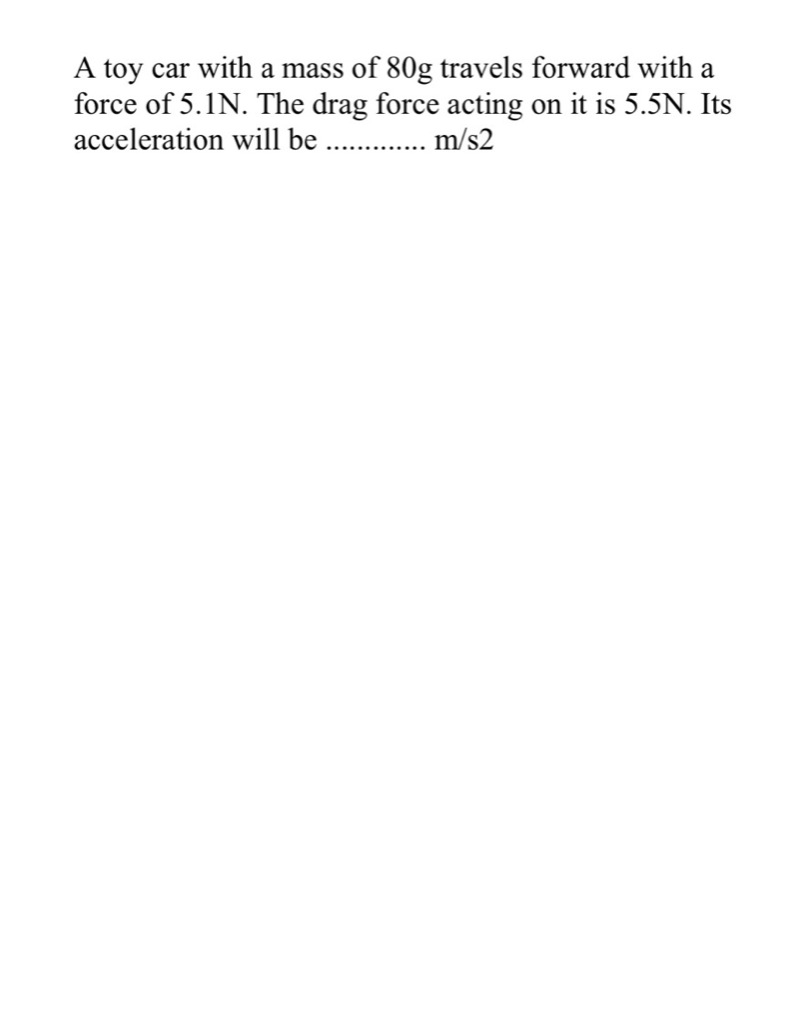 A toy car with a mass of 80g travels forward with a
force of 5.1N. The drag force acting on it is 5.5N. Its
acceleration will be ............. m/s2